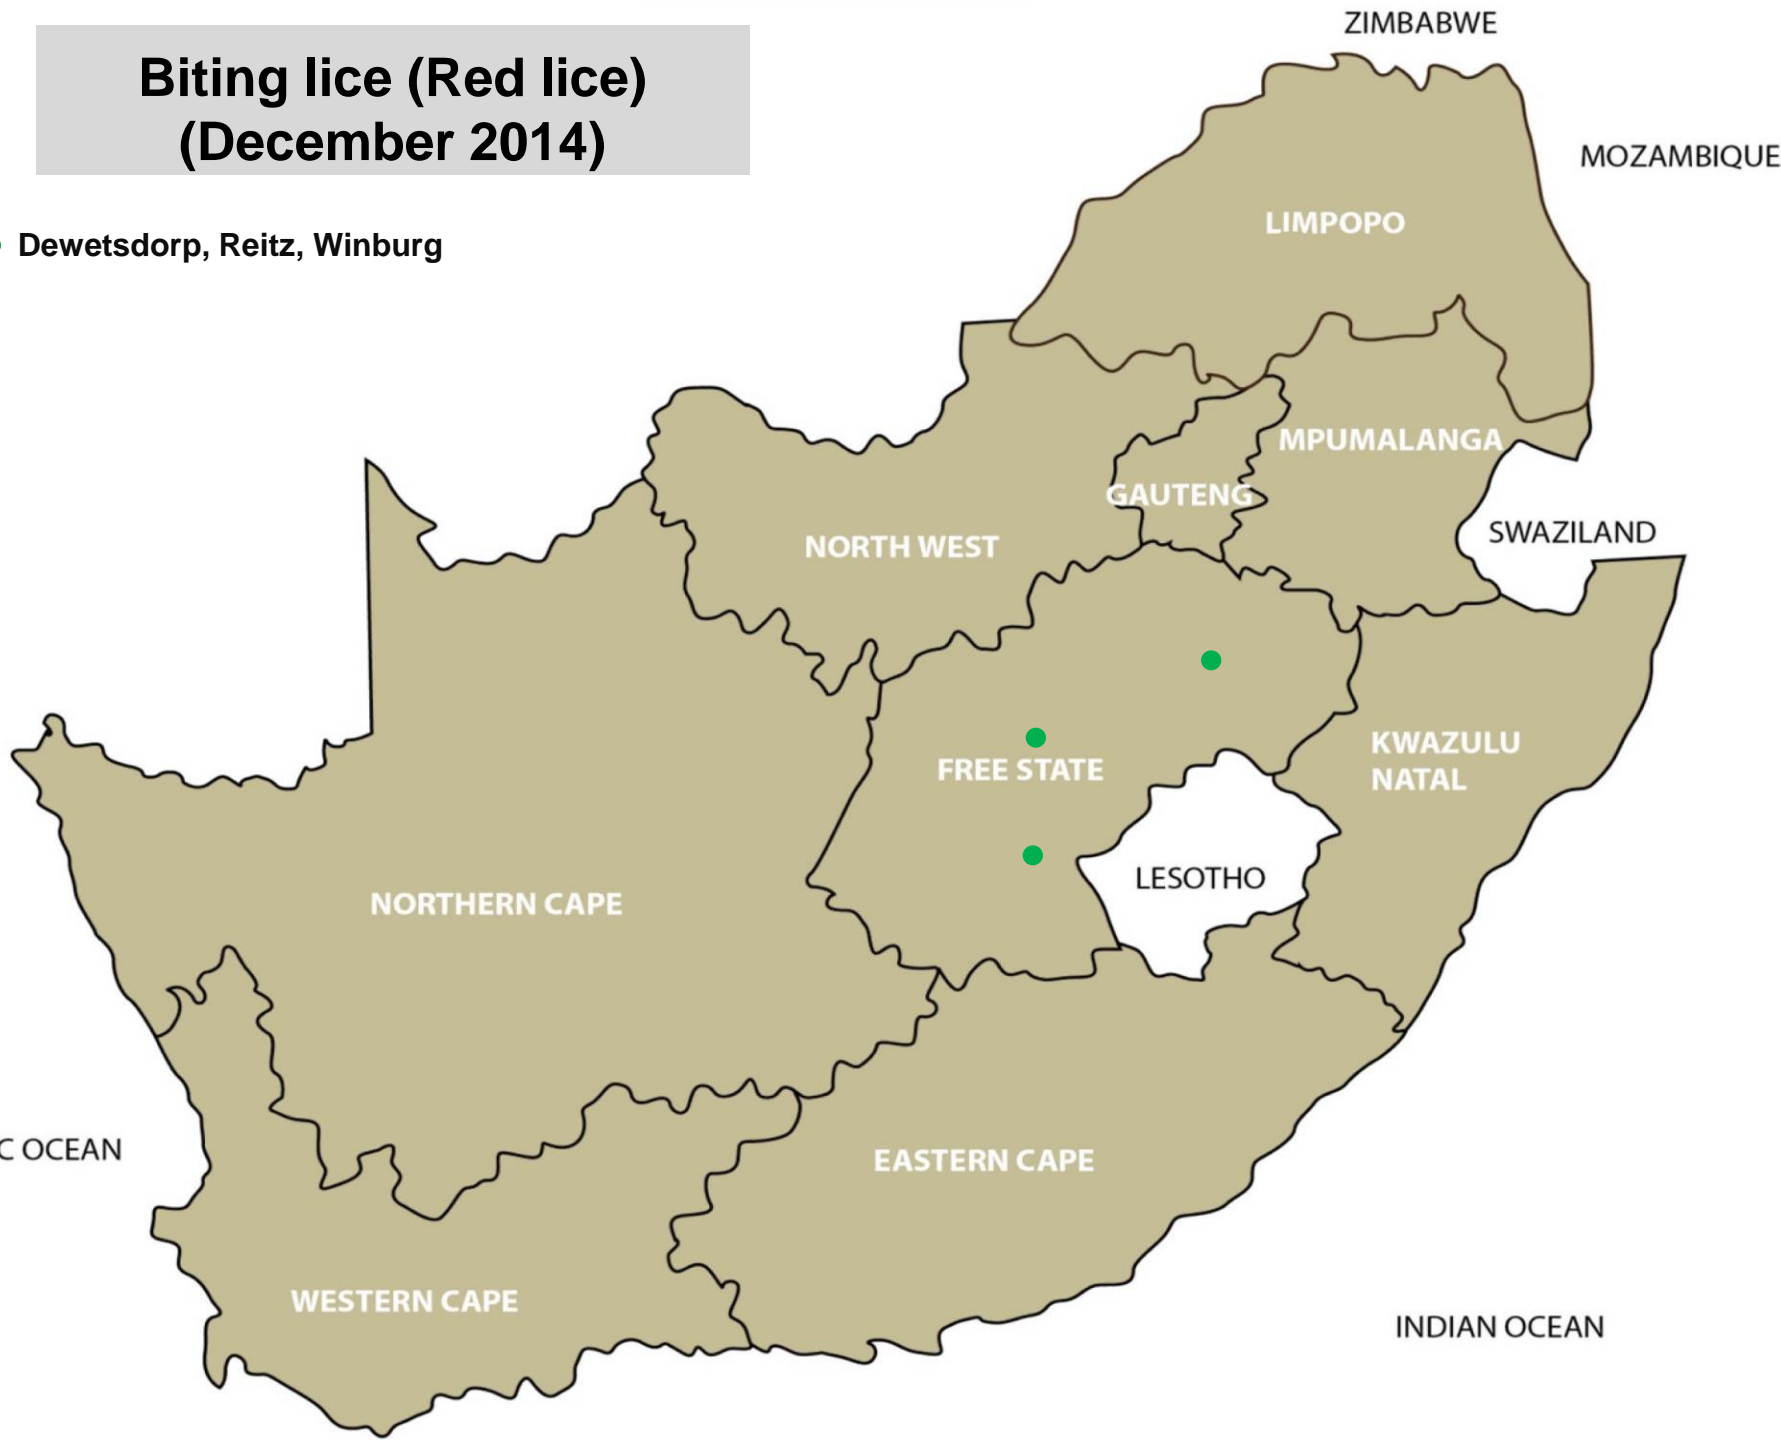 Biting lice (Red lice)
(December 2014)
Dewetsdorp, Reitz, Winburg
ZIMBABWE
MOZAMBIQUE
LIMPOPO
MPUMALANGA
GAUTENG
SWAZILAND
NORTH WEST
KWAZULU
NATAL
FREE STATE
LESOTHO
NORTHERN CAPE
C OCEAN
EASTERN CAPE
WESTERN CAPE
INDIAN OCEAN